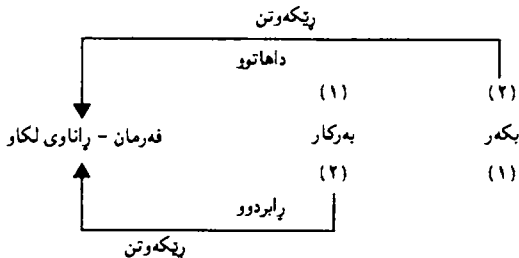 ڕێکەوتن
داهاتوو
(٢) (١)
بکەر بەرکار فەرمان - ڕاناوی لکاو
(١) (٢)
ڕابردوو
ڕێکەوتن